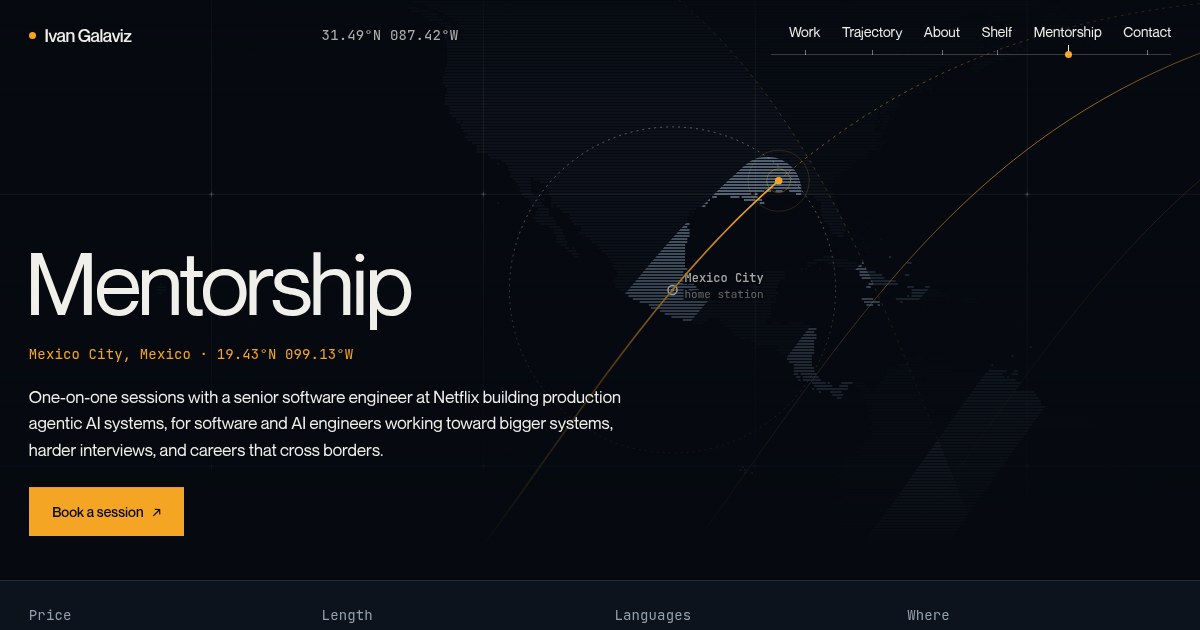 Ivan Galaviz
31.49°N 087.42°W
Work
Trajectory
About
Shelf
Mentorship
Contact
Mexico City
home station
Mentorship
Mexico City, Mexico · 19.43°N 099.13°W
One-on-one sessions with a senior software engineer at Netflix building production
agentic AI systems, for software and AI engineers working toward bigger systems,
harder interviews, and careers that cross borders.
Book a session ↗
Price
Length
Languages
Where